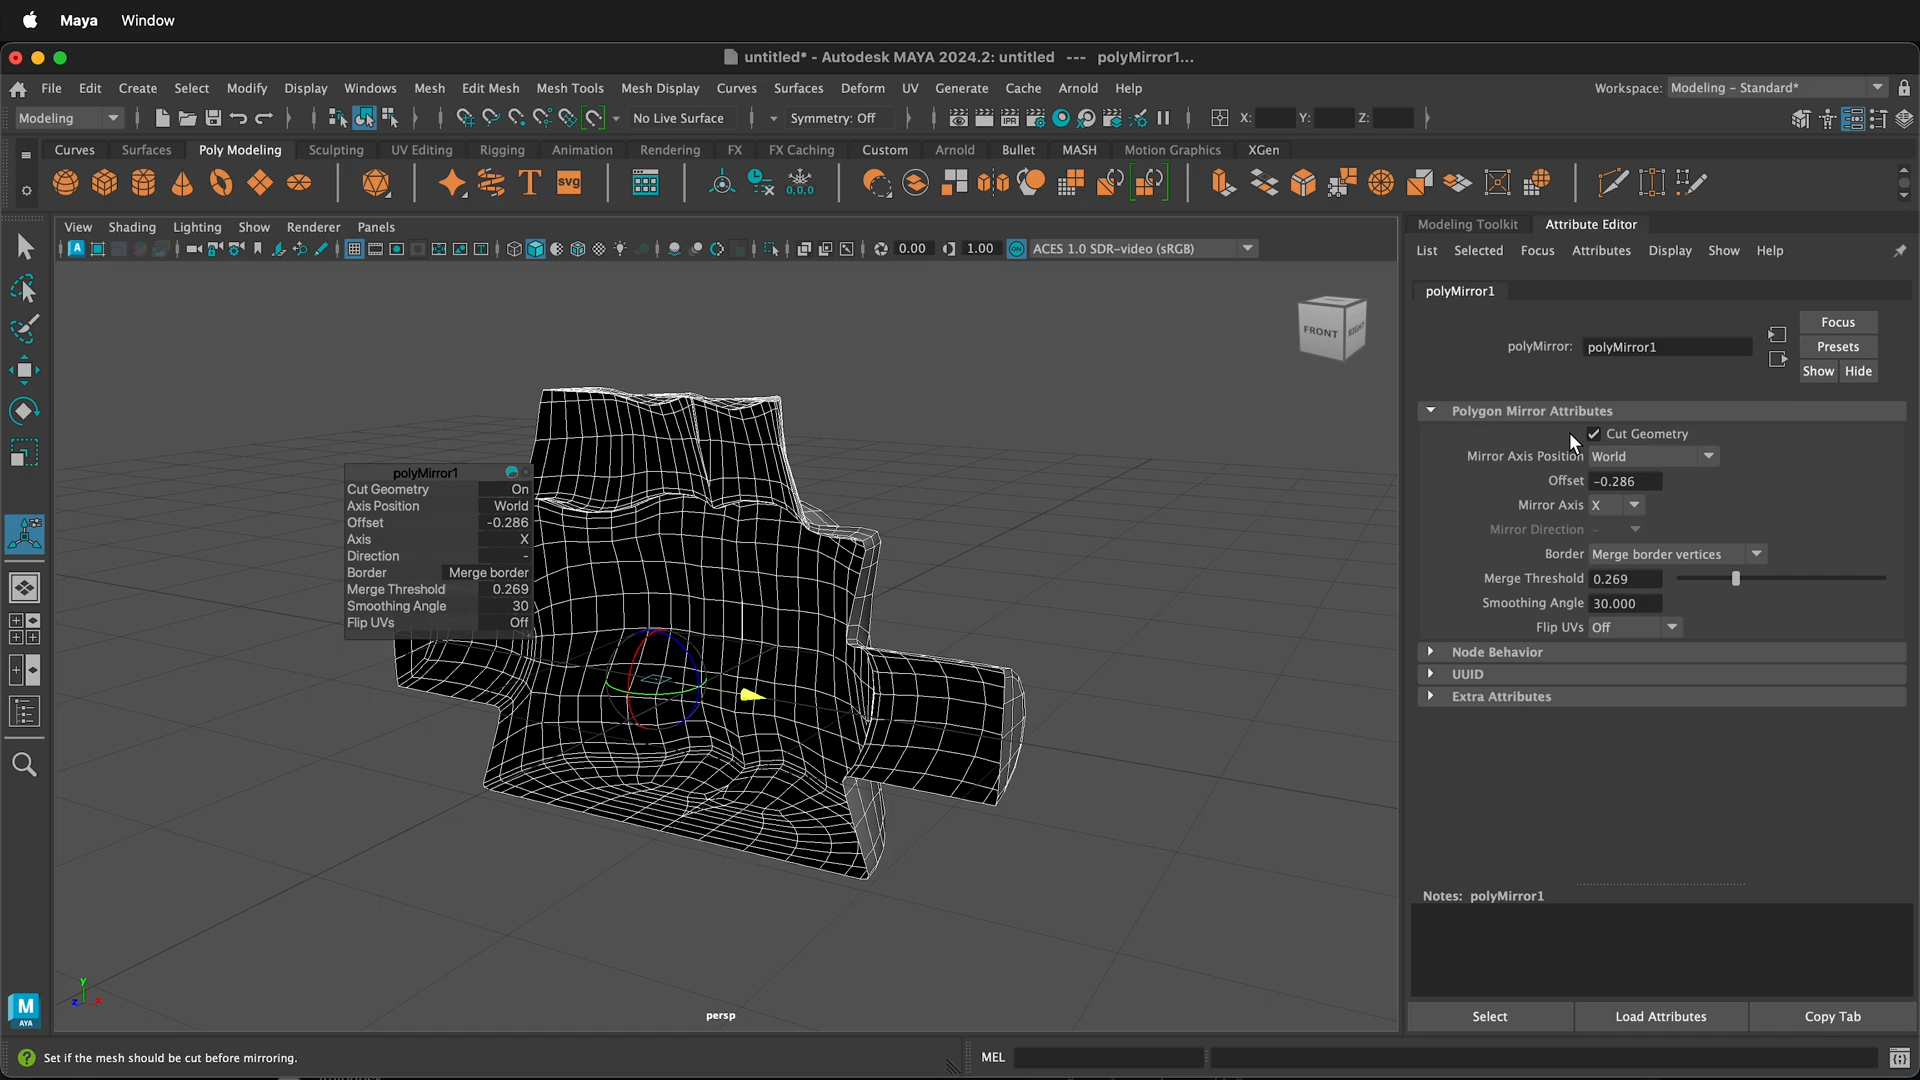 Maya Window
untitled* - Autodesk MAYA 2024.2: untitled --- polyMirror1...
File Edit Create Select Modify Display Windows Mesh Edit Mesh Mesh Tools Mesh Display Curves Surfaces Deform UV Generate Cache Arnold Help Workspace: Modeling - Standard*
Modeling No Live Surface Symmetry: Off X: Y: Z:
Curves Surfaces Poly Modeling Sculpting UV Editing Rigging Animation Rendering FX FX Caching Custom Arnold Bullet MASH Motion Graphics XGen
T SVG 0,0,0
View Shading Lighting Show Renderer Panels
0.00 1.00 ACES 1.0 SDR-video (sRGB)
FRONT RIGHT
polyMirror1
Cut Geometry On
Axis Position World
Offset -0.286
Axis X
Direction -
Border Merge border
Merge Threshold 0.269
Smoothing Angle 30
Flip UVs Off
y
z x
persp
Modeling Toolkit Attribute Editor
List Selected Focus Attributes Display Show Help
polyMirror1
polyMirror: polyMirror1
Focus
Presets
Show Hide
Polygon Mirror Attributes
Cut Geometry
Mirror Axis Position World
Offset -0.286
Mirror Axis X
Mirror Direction -
Border Merge border vertices
Merge Threshold 0.269
Smoothing Angle 30.000
Flip UVs Off
Node Behavior
UUID
Extra Attributes
Notes: polyMirror1
Select Load Attributes Copy Tab
M
AYA
Set if the mesh should be cut before mirroring.
MEL